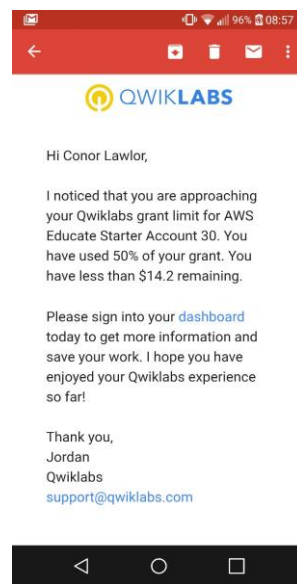 96% 08:57
QWIKLABS
Hi Conor Lawlor,
I noticed that you are approaching
your Qwiklabs grant limit for AWS
Educate Starter Account 30. You
have used 50% of your grant. You
have less than $14.2 remaining.
Please sign into your dashboard
today to get more information and
save your work. I hope you have
enjoyed your Qwiklabs experience
so far!
Thank you,
Jordan
Qwiklabs
support@qwiklabs.com